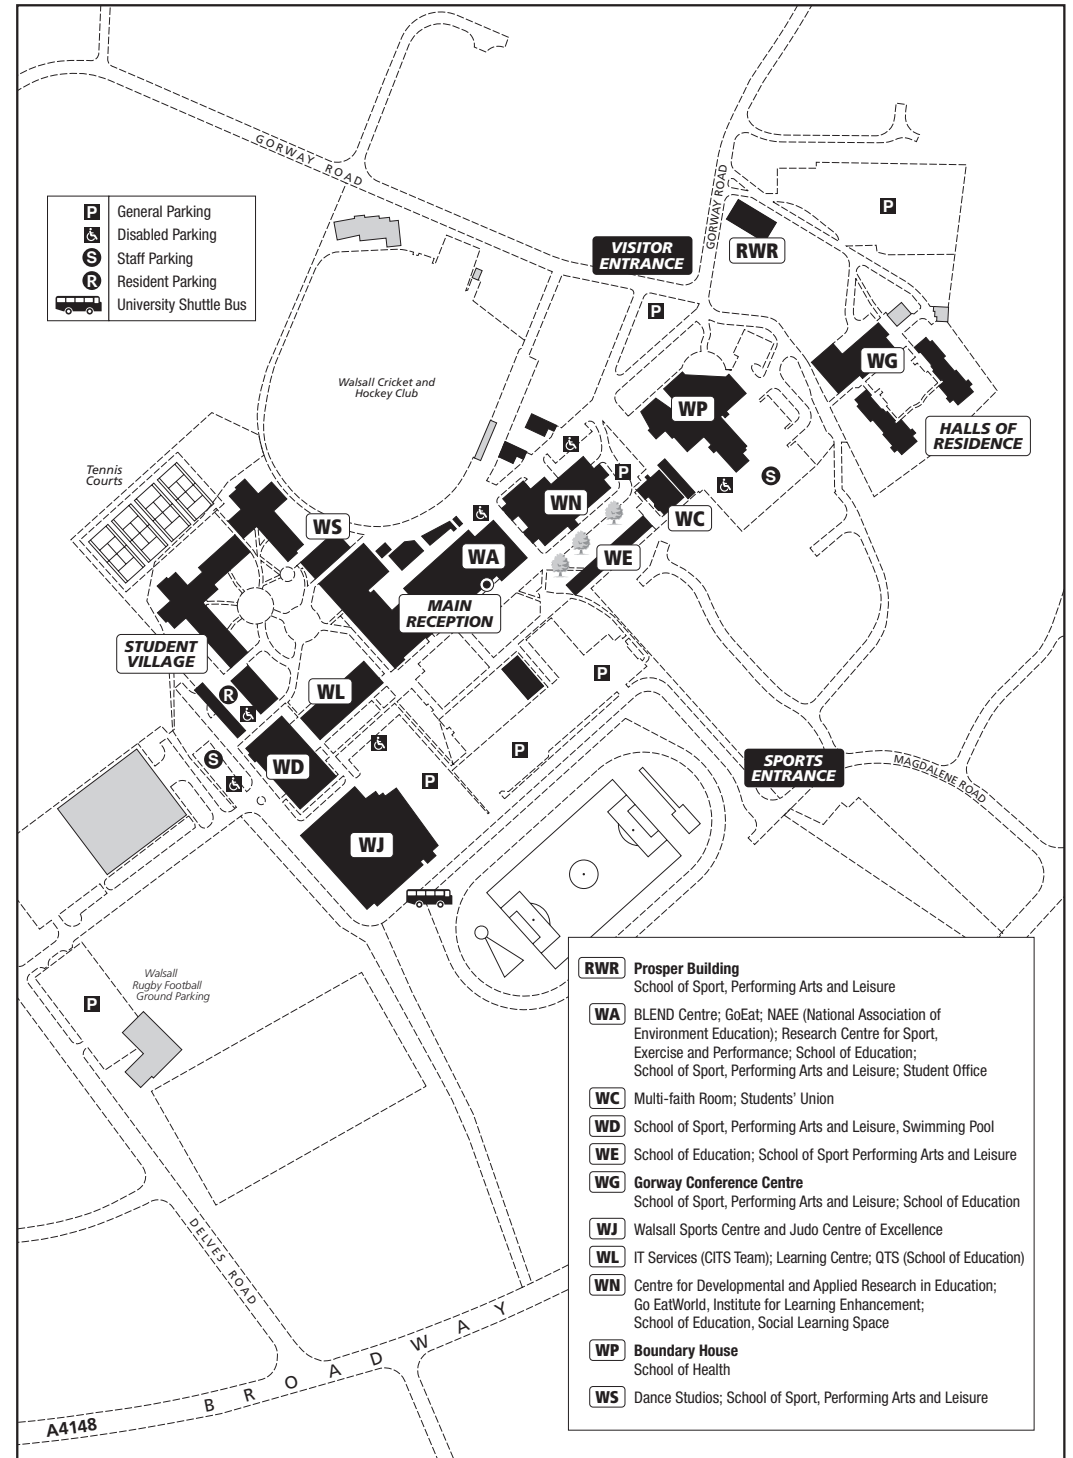 GORWAY ROAD
GORWAY ROAD
P General Parking
Disabled Parking
S Staff Parking
R Resident Parking
University Shuttle Bus
P
VISITOR
ENTRANCE
RWR
P
WG
HALLS OF
RESIDENCE
Walsall Cricket and
Hockey Club
WP
Tennis
Courts
P
S
WN
WC
WS
WA
WE
MAIN
RECEPTION
STUDENT
VILLAGE
P
R
WL
P
S
WD
P
SPORTS
ENTRANCE
MAGDALENE ROAD
WJ
Walsall
Rugby Football
Ground Parking
P
DELVES ROAD
BROADWAY
A4148
RWR Prosper Building
School of Sport, Performing Arts and Leisure
WA BLEND Centre; GoEat; NAEE (National Association of
Environment Education); Research Centre for Sport,
Exercise and Performance; School of Education;
School of Sport, Performing Arts and Leisure; Student Office
WC Multi-faith Room; Students’ Union
WD School of Sport, Performing Arts and Leisure, Swimming Pool
WE School of Education; School of Sport Performing Arts and Leisure
WG Gorway Conference Centre
School of Sport, Performing Arts and Leisure; School of Education
WJ Walsall Sports Centre and Judo Centre of Excellence
WL IT Services (CITS Team); Learning Centre; QTS (School of Education)
WN Centre for Developmental and Applied Research in Education;
Go EatWorld, Institute for Learning Enhancement;
School of Education, Social Learning Space
WP Boundary House
School of Health
WS Dance Studios; School of Sport, Performing Arts and Leisure